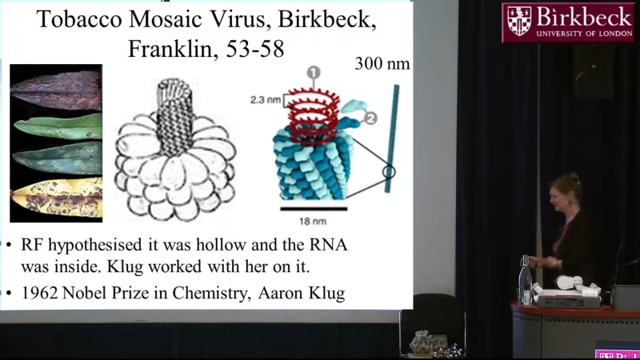 Tobacco Mosaic Virus, Birkbeck,
Franklin, 53-58
300 nm
1
2.3 nm
2
18 nm
• RF hypothesised it was hollow and the RNA
was inside. Klug worked with her on it.
• 1962 Nobel Prize in Chemistry, Aaron Klug
Birkbeck
UNIVERSITY OF LONDON